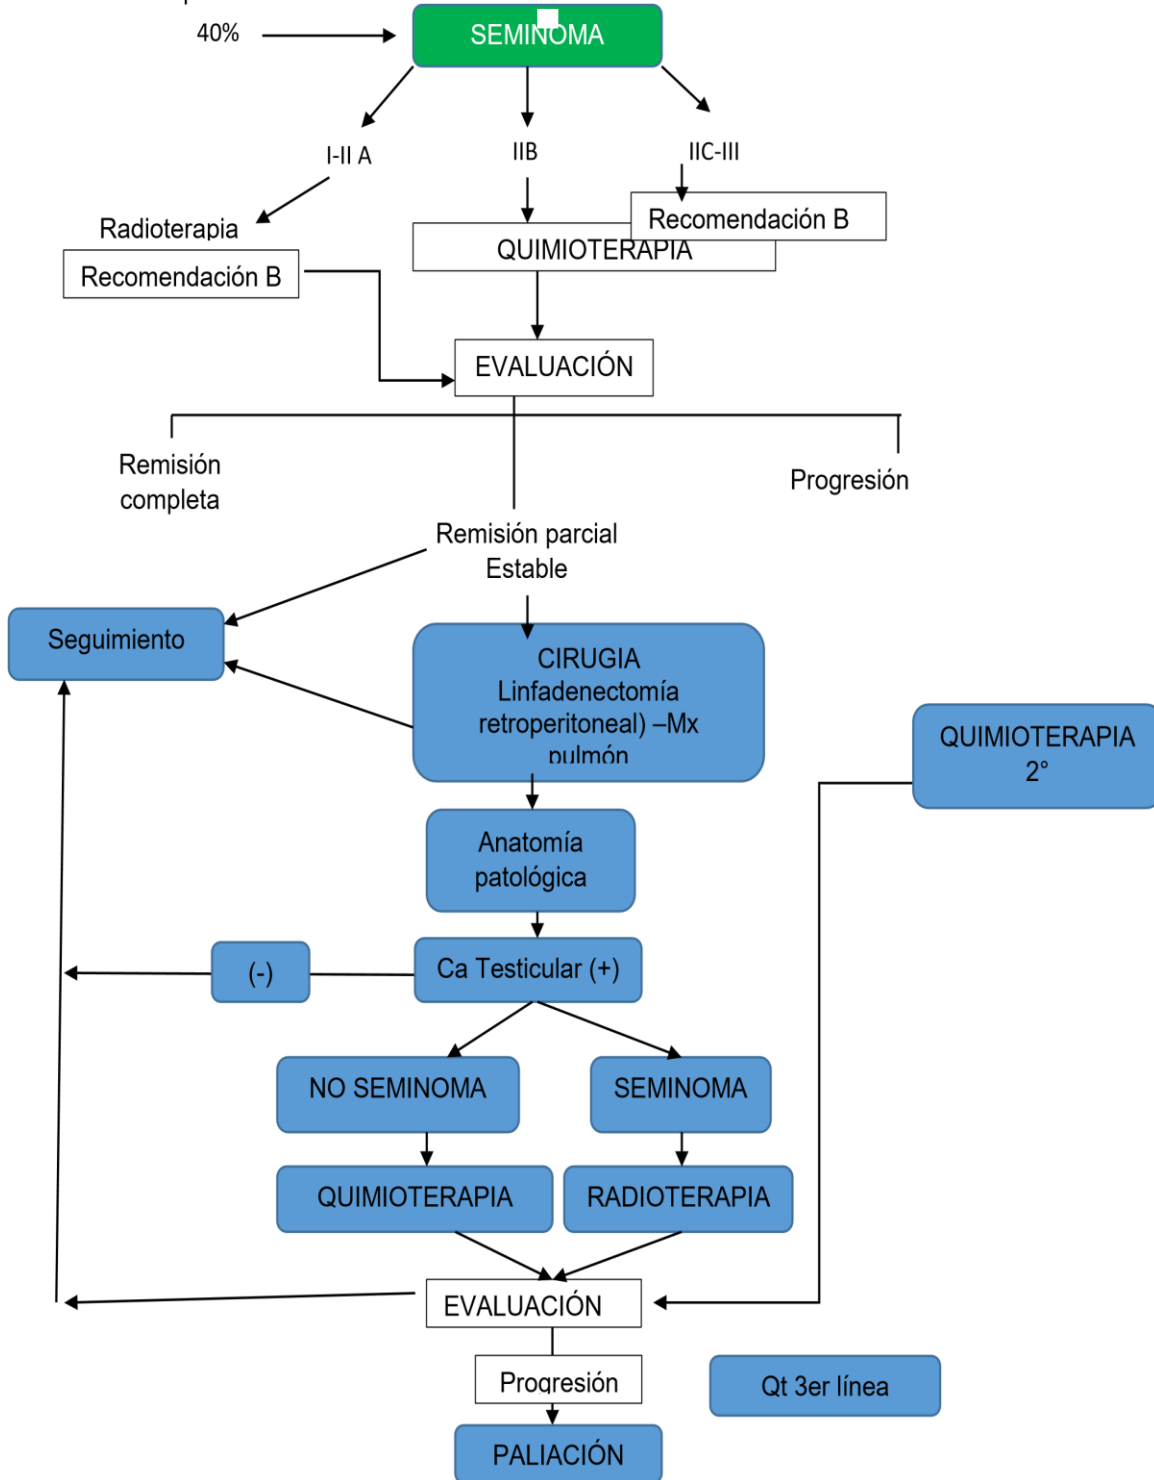 40%
SEMINOMA
I-II A
IIB
IIC-III
Radioterapia
Recomendación B
Recomendación B
QUIMIOTERAPIA
EVALUACIÓN
Remisión
completa
Progresión
Remisión parcial
Estable
Seguimiento
CIRUGIA
Linfadenectomía
retroperitoneal) –Mx
pulmón
QUIMIOTERAPIA
2°
Anatomía
patológica
(-)
Ca Testicular (+)
NO SEMINOMA
SEMINOMA
QUIMIOTERAPIA
RADIOTERAPIA
EVALUACIÓN
Progresión
Qt 3er línea
PALIACIÓN